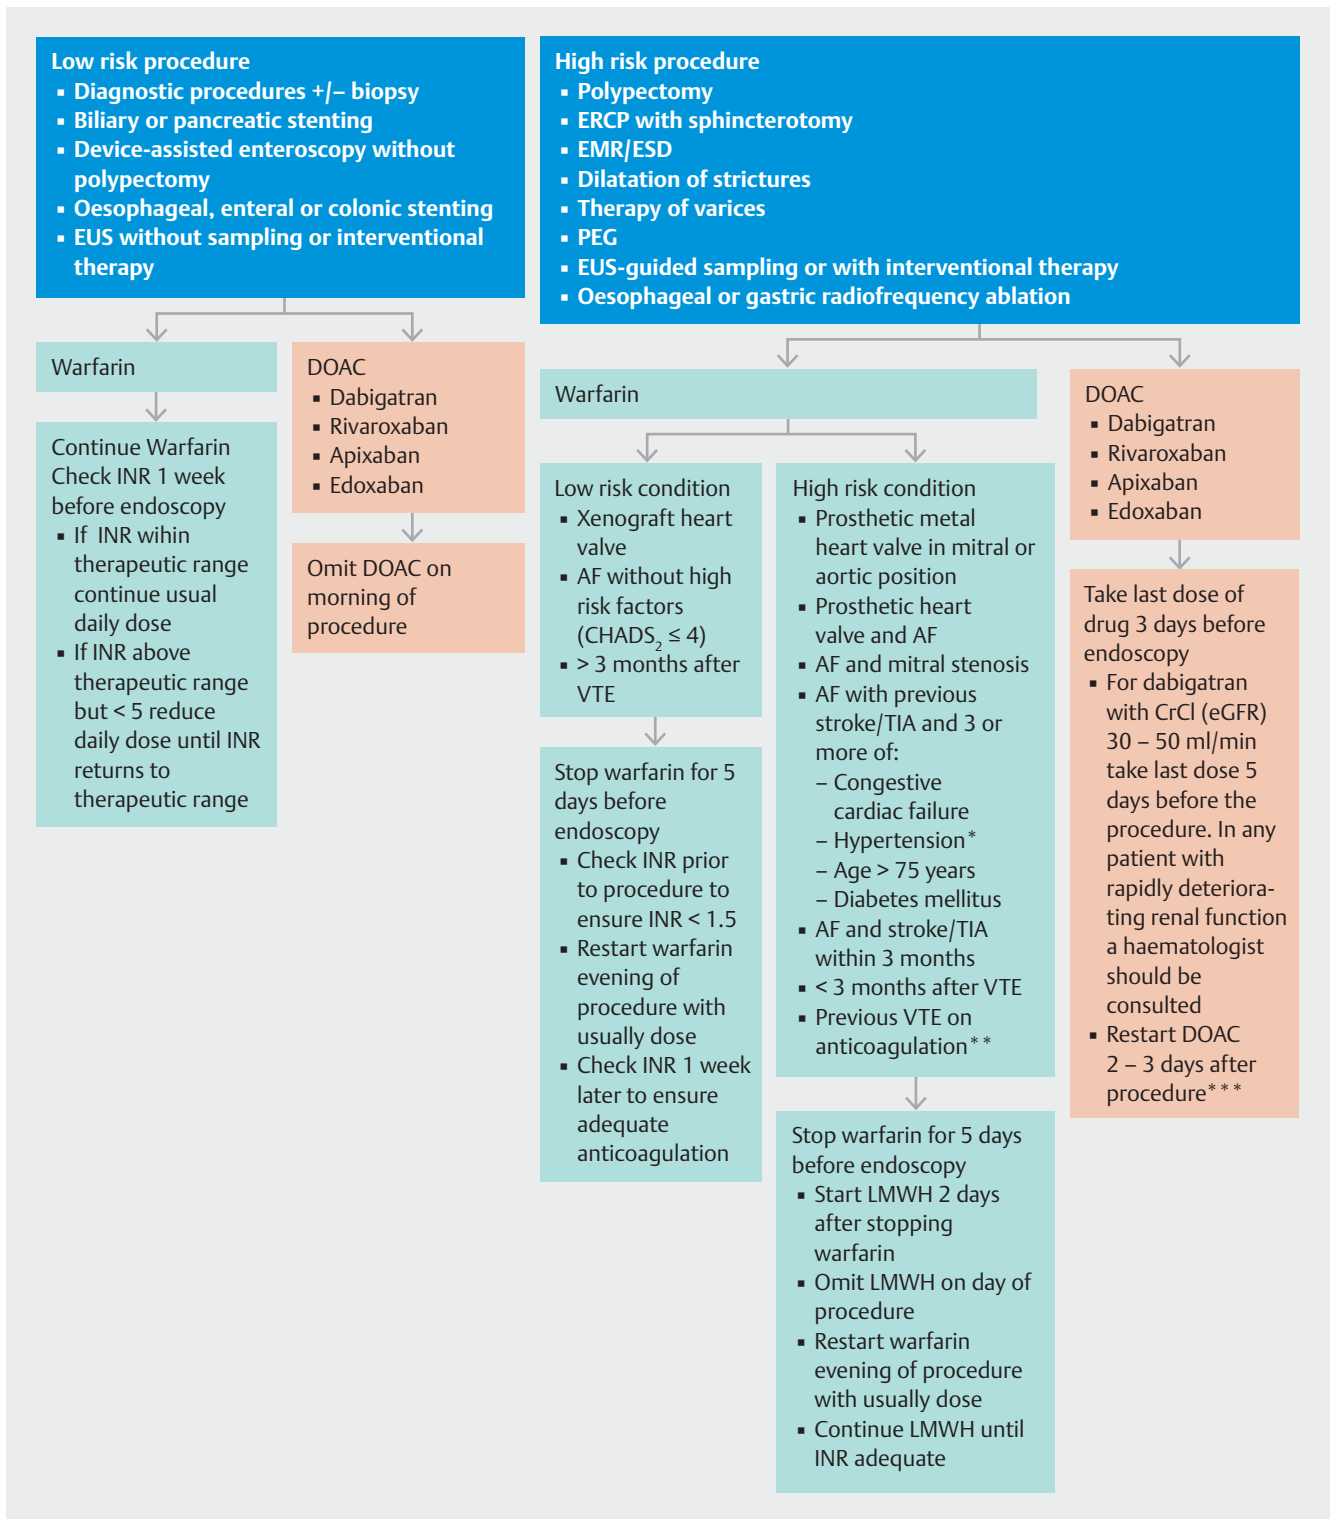 Low risk procedure
▪ Diagnostic procedures +/– biopsy
▪ Biliary or pancreatic stenting
▪ Device-assisted enteroscopy without
polypectomy
▪ Oesophageal, enteral or colonic stenting
▪ EUS without sampling or interventional
therapy
Warfarin
Continue Warfarin
Check INR 1 week
before endoscopy
▪ If INR wihin
therapeutic range
continue usual
daily dose
▪ If INR above
therapeutic range
but < 5 reduce
daily dose until INR
returns to
therapeutic range
DOAC
▪ Dabigatran
▪ Rivaroxaban
▪ Apixaban
▪ Edoxaban
Omit DOAC on
morning of
procedure
High risk procedure
▪ Polypectomy
▪ ERCP with sphincterotomy
▪ EMR/ESD
▪ Dilatation of strictures
▪ Therapy of varices
▪ PEG
▪ EUS-guided sampling or with interventional therapy
▪ Oesophageal or gastric radiofrequency ablation
Warfarin
Low risk condition
▪ Xenograft heart
valve
▪ AF without high
risk factors
(CHADS₂ ≤ 4)
▪ > 3 months after
VTE
Stop warfarin for 5
days before
endoscopy
▪ Check INR prior
to procedure to
ensure INR < 1.5
▪ Restart warfarin
evening of
procedure with
usually dose
▪ Check INR 1 week
later to ensure
adequate
anticoagulation
High risk condition
▪ Prosthetic metal
heart valve in mitral or
aortic position
▪ Prosthetic heart
valve and AF
▪ AF and mitral stenosis
▪ AF with previous
stroke/TIA and 3 or
more of:
– Congestive
cardiac failure
– Hypertension*
– Age > 75 years
– Diabetes mellitus
▪ AF and stroke/TIA
within 3 months
▪ < 3 months after VTE
▪ Previous VTE on
anticoagulation**
Stop warfarin for 5 days
before endoscopy
▪ Start LMWH 2 days
after stopping
warfarin
▪ Omit LMWH on day of
procedure
▪ Restart warfarin
evening of procedure
with usually dose
▪ Continue LMWH until
INR adequate
DOAC
▪ Dabigatran
▪ Rivaroxaban
▪ Apixaban
▪ Edoxaban
Take last dose of
drug 3 days before
endoscopy
▪ For dabigatran
with CrCl (eGFR)
30 – 50 ml/min
take last dose 5
days before the
procedure. In any
patient with
rapidly deteriora-
ting renal function
a haematologist
should be
consulted
▪ Restart DOAC
2 – 3 days after
procedure***